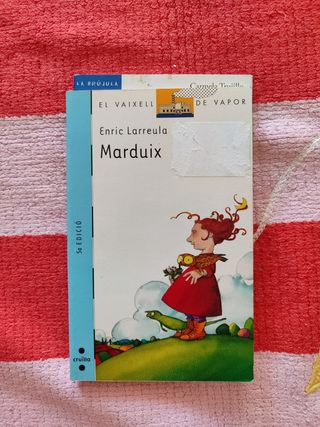 LA BRÚIXOLA
EL VAIXELL DE VAPOR
Enric Larreula
Marduix
5a EDICIÓ
cruïlla